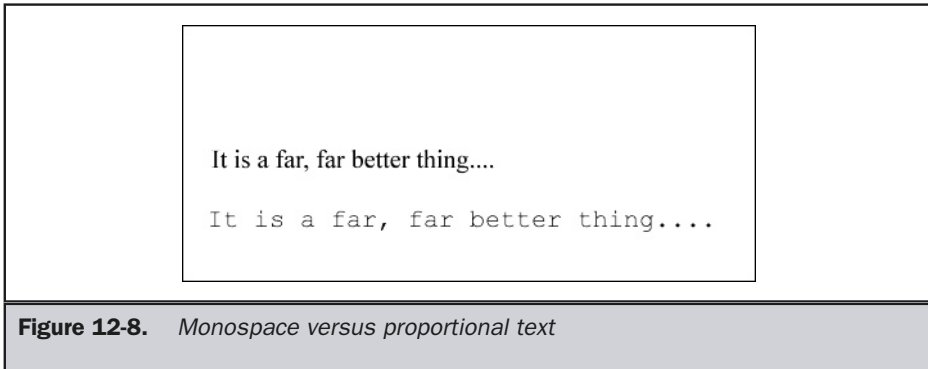 It is a far, far better thing....
It is a far, far better thing....
Figure 12-8. Monospace versus proportional text